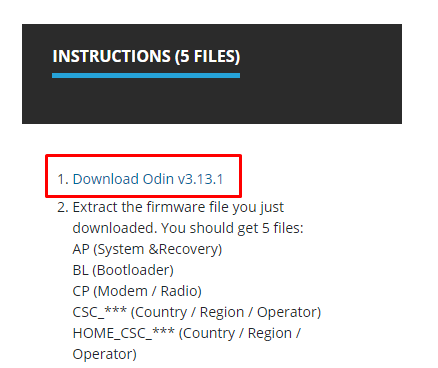 INSTRUCTIONS (5 FILES)
1. Download Odin v3.13.1
2. Extract the firmware file you just
downloaded. You should get 5 files:
AP (System &Recovery)
BL (Bootloader)
CP (Modem / Radio)
CSC_*** (Country / Region / Operator)
HOME_CSC_*** (Country / Region /
Operator)